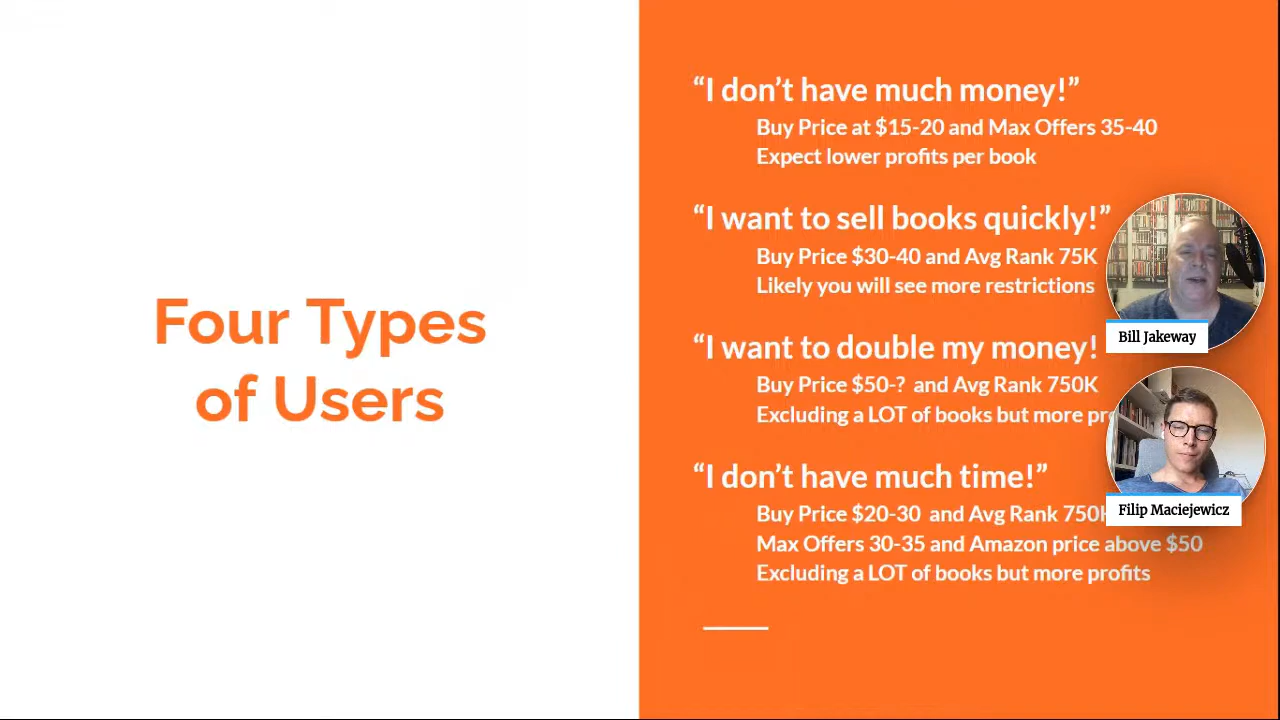 Four Types
of Users
“I don’t have much money!”
Buy Price at $15-20 and Max Offers 35-40
Expect lower profits per book
“I want to sell books quickly!”
Buy Price $30-40 and Avg Rank 75K
Likely you will see more restrictions
“I want to double my money!
Buy Price $50-? and Avg Rank 750K
Excluding a LOT of books but more
“I don’t have much time!”
Buy Price $20-30 and Avg Rank 750K
Max Offers 30-35 and Amazon price above $50
Excluding a LOT of books but more profits
Bill Jakeway
Filip Maciejewicz